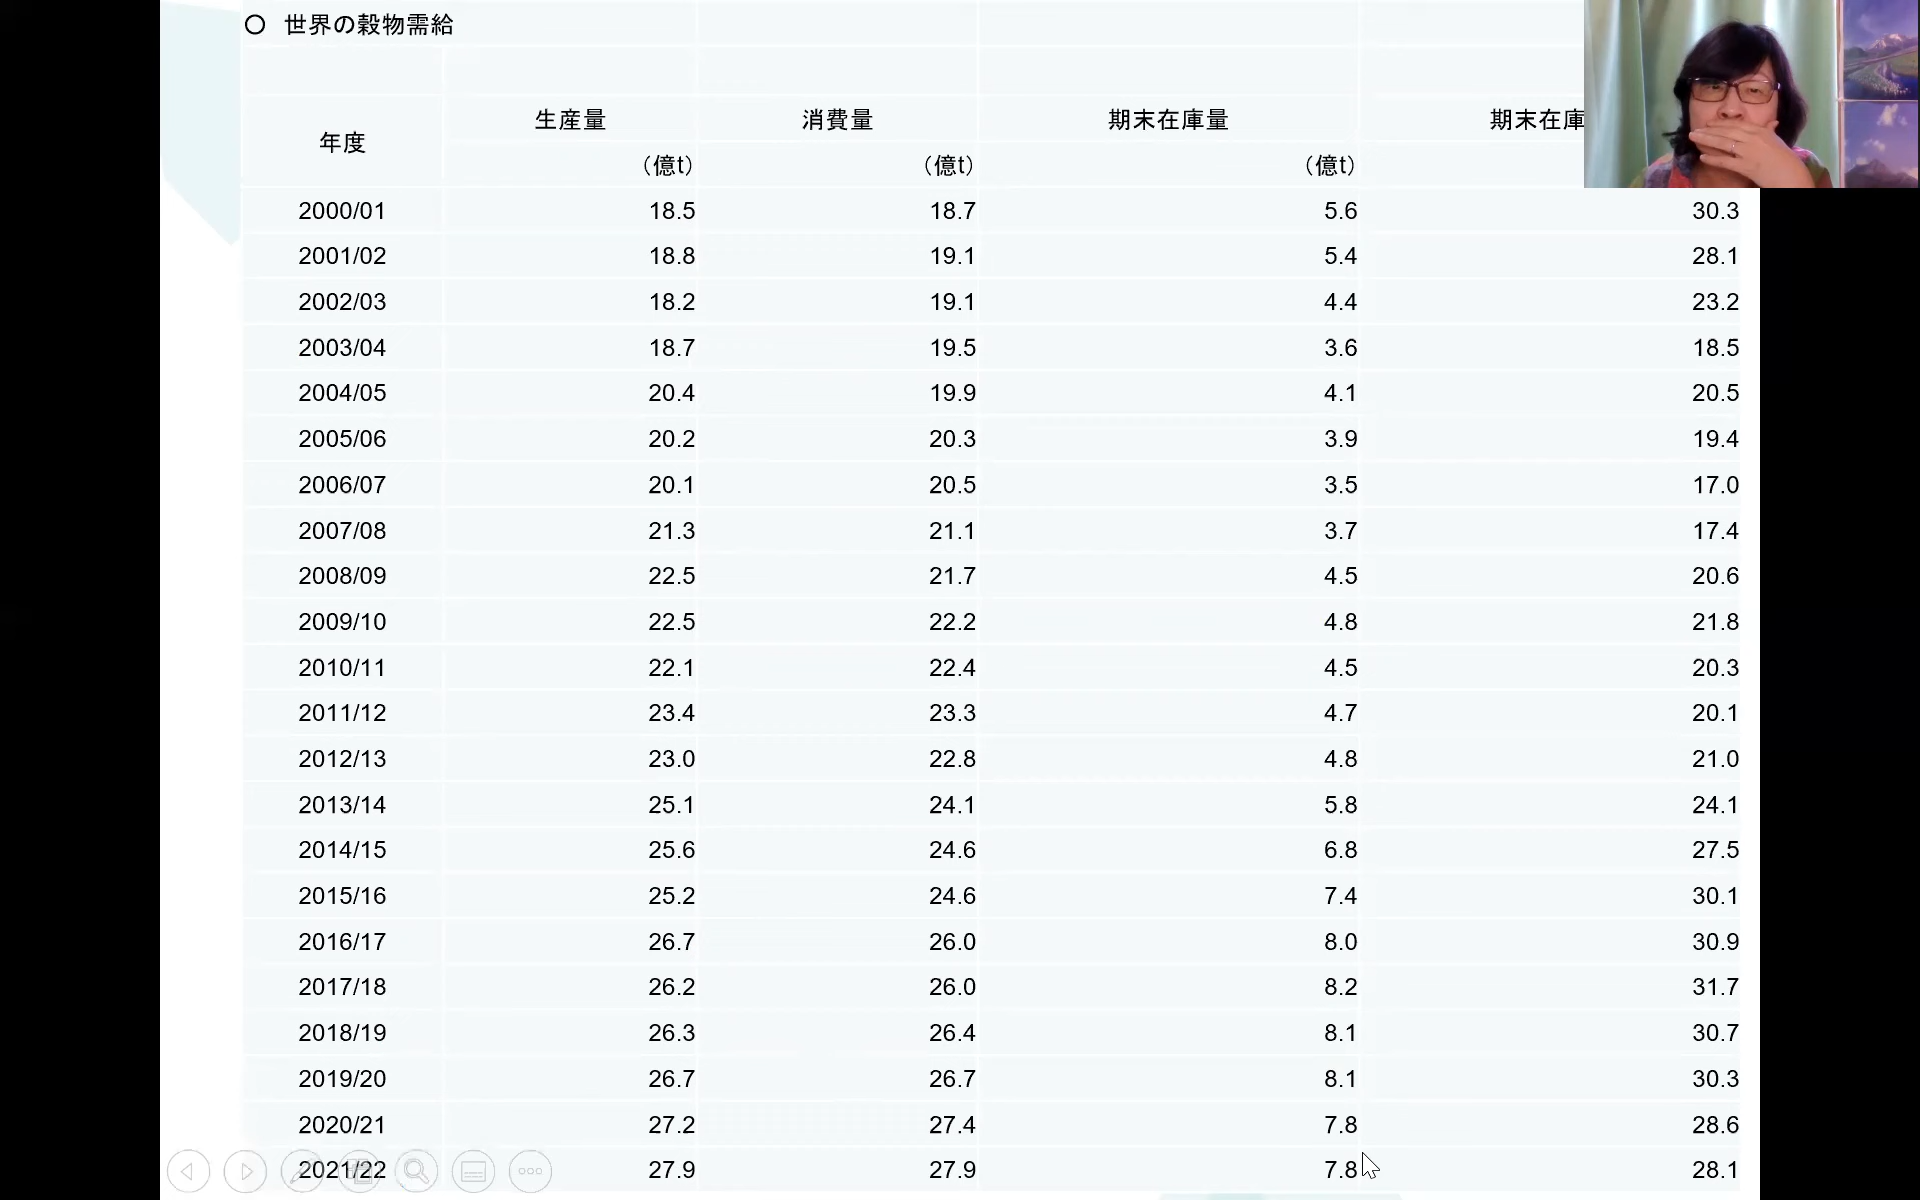 ○ 世界の穀物需給
年度 生産量 消費量 期末在庫量 期末在庫
（億t） （億t） （億t）
2000/01 18.5 18.7 5.6 30.3
2001/02 18.8 19.1 5.4 28.1
2002/03 18.2 19.1 4.4 23.2
2003/04 18.7 19.5 3.6 18.5
2004/05 20.4 19.9 4.1 20.5
2005/06 20.2 20.3 3.9 19.4
2006/07 20.1 20.5 3.5 17.0
2007/08 21.3 21.1 3.7 17.4
2008/09 22.5 21.7 4.5 20.6
2009/10 22.5 22.2 4.8 21.8
2010/11 22.1 22.4 4.5 20.3
2011/12 23.4 23.3 4.7 20.1
2012/13 23.0 22.8 4.8 21.0
2013/14 25.1 24.1 5.8 24.1
2014/15 25.6 24.6 6.8 27.5
2015/16 25.2 24.6 7.4 30.1
2016/17 26.7 26.0 8.0 30.9
2017/18 26.2 26.0 8.2 31.7
2018/19 26.3 26.4 8.1 30.7
2019/20 26.7 26.7 8.1 30.3
2020/21 27.2 27.4 7.8 28.6
2021/22 27.9 27.9 7.8 28.1